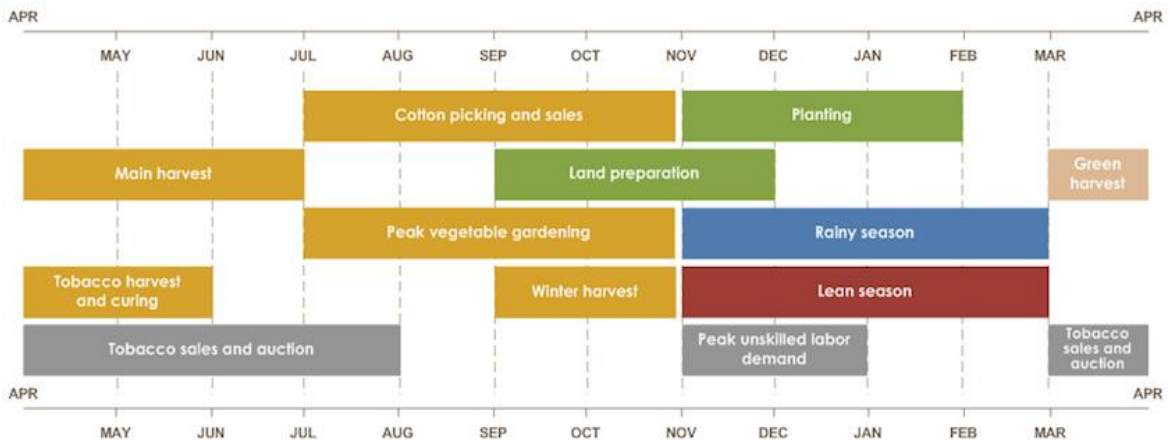 APR APR
MAY JUN JUL AUG SEP OCT NOV DEC JAN FEB MAR
Cotton picking and sales Planting
Main harvest Land preparation Green
harvest
Peak vegetable gardening Rainy season
Tobacco harvest
and curing
Winter harvest Lean season
Tobacco sales and auction
Peak unskilled labor
demand
Tobacco
sales and
auction
APR APR
MAY JUN JUL AUG SEP OCT NOV DEC JAN FEB MAR